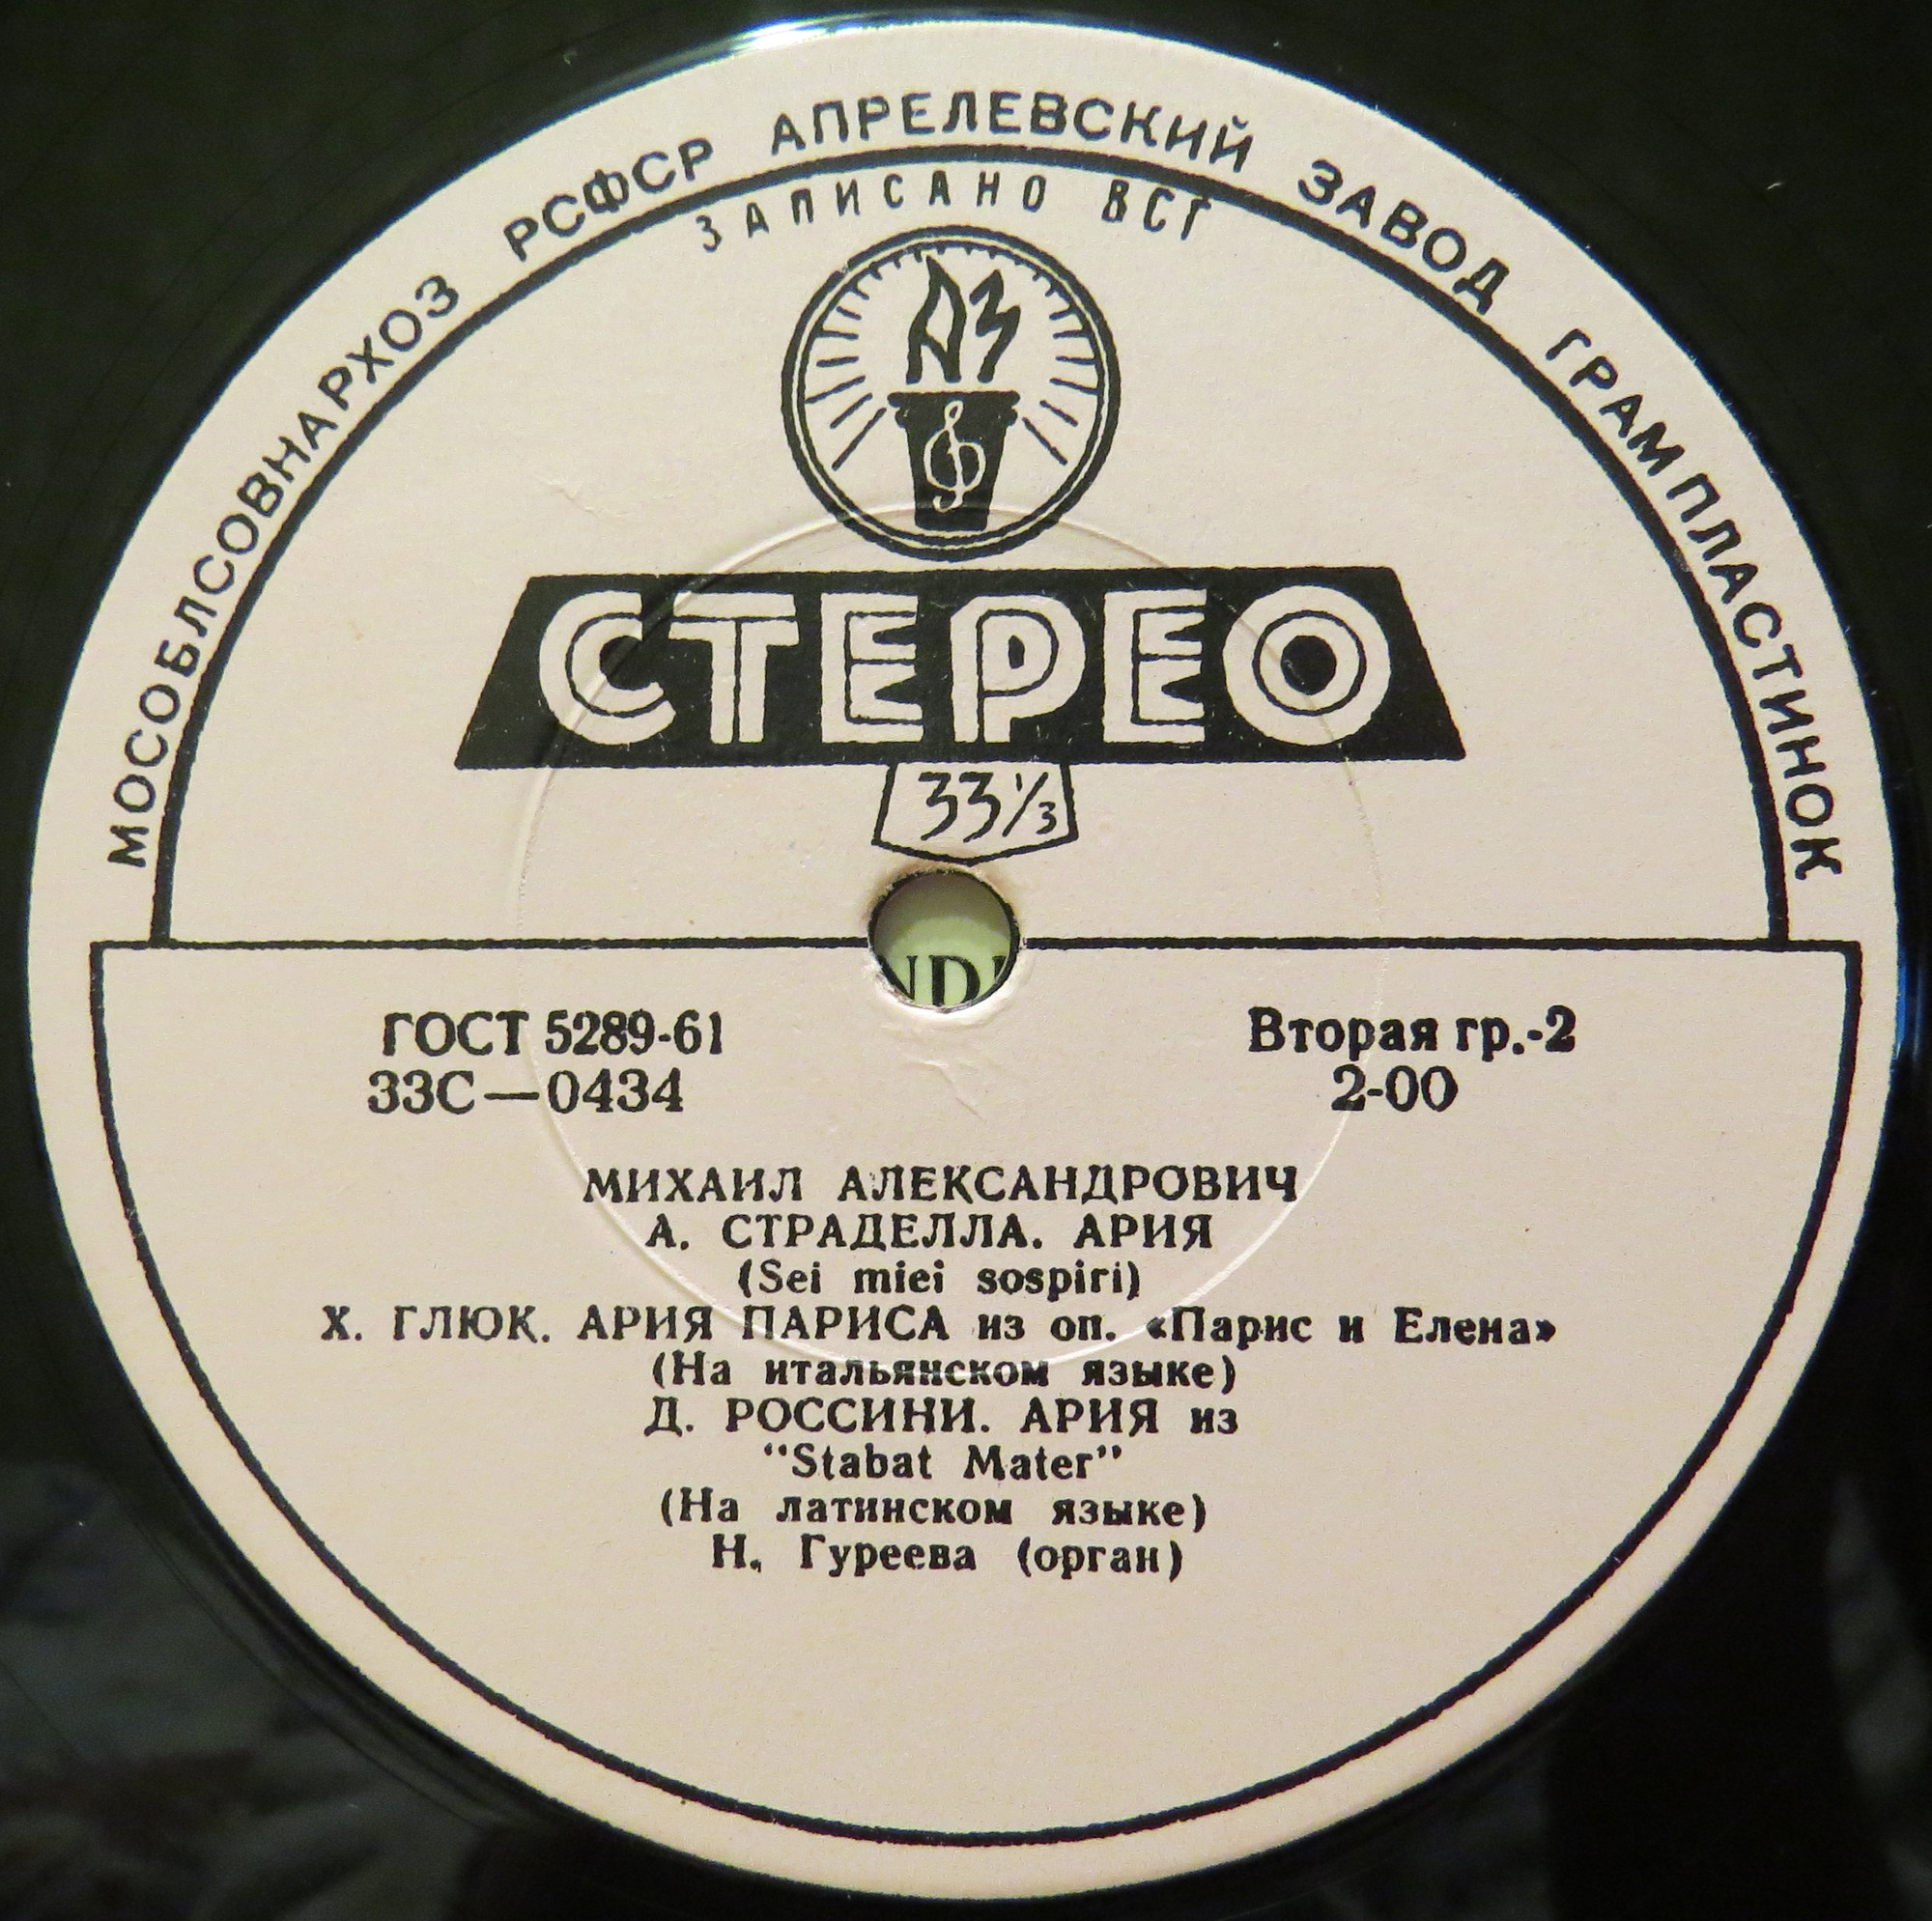 МОСОБЛСОВНАРХОЗ РСФСР АПРЕЛЕВСКИЙ ЗАВОД ГРАМПЛАСТИНОК
ЗАПИСАНО ВСГ
АЗ
СТЕРЕО
33⅓
ND
ГОСТ 5289-61
33С—0434
Вторая гр.-2
2-00
МИХАИЛ АЛЕКСАНДРОВИЧ
А. СТРАДЕЛЛА. АРИЯ
(Sei miei sospiri)
Х. ГЛЮК. АРИЯ ПАРИСА из оп. «Парис и Елена»
(На итальянском языке)
Д. РОССИНИ. АРИЯ из
“Stabat Mater”
(На латинском языке)
Н. Гуреева (орган)